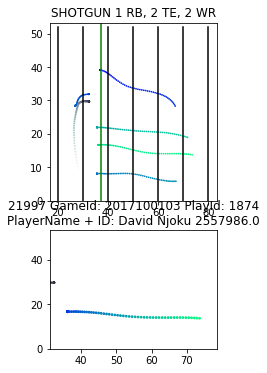 SHOTGUN 1 RB, 2 TE, 2 WR
50
40
30
20
10
0
20 40 60 80
21997 GameId: 2017100103 PlayId: 1874
PlayerName + ID: David Njoku 2557986.0
40
20
0
40 50 60 70